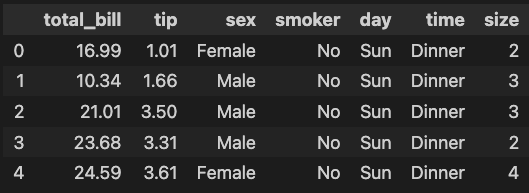 total_bill tip sex smoker day time size
0 16.99 1.01 Female No Sun Dinner 2
1 10.34 1.66 Male No Sun Dinner 3
2 21.01 3.50 Male No Sun Dinner 3
3 23.68 3.31 Male No Sun Dinner 2
4 24.59 3.61 Female No Sun Dinner 4